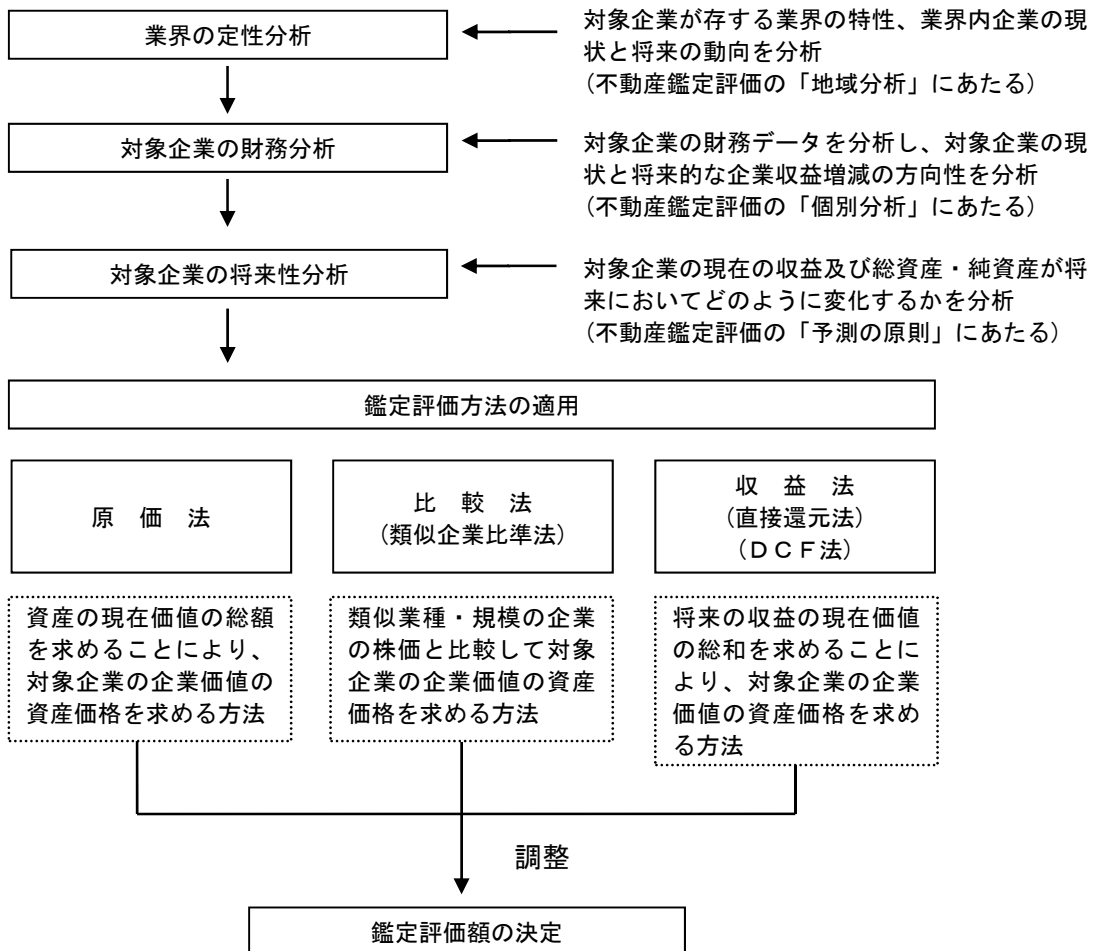 業界の定性分析
対象企業が存する業界の特性、業界内企業の現
状と将来の動向を分析
(不動産鑑定評価の「地域分析」にあたる)
対象企業の財務分析
対象企業の財務データを分析し、対象企業の現
状と将来的な企業収益増減の方向性を分析
(不動産鑑定評価の「個別分析」にあたる)
対象企業の将来性分析
対象企業の現在の収益及び総資産・純資産が将
来においてどのように変化するかを分析
(不動産鑑定評価の「予測の原則」にあたる)
鑑定評価方法の適用
原 価 法
比 較 法
(類似企業比準法)
収 益 法
(直接還元法)
(DCF法)
資産の現在価値の総額
を求めることにより、
対象企業の企業価値の
資産価格を求める方法
類似業種・規模の企業
の株価と比較して対象
企業の企業価値の資産
価格を求める方法
将来の収益の現在価値
の総和を求めることに
より、対象企業の企業
価値の資産価格を求め
る方法
調整
鑑定評価額の決定